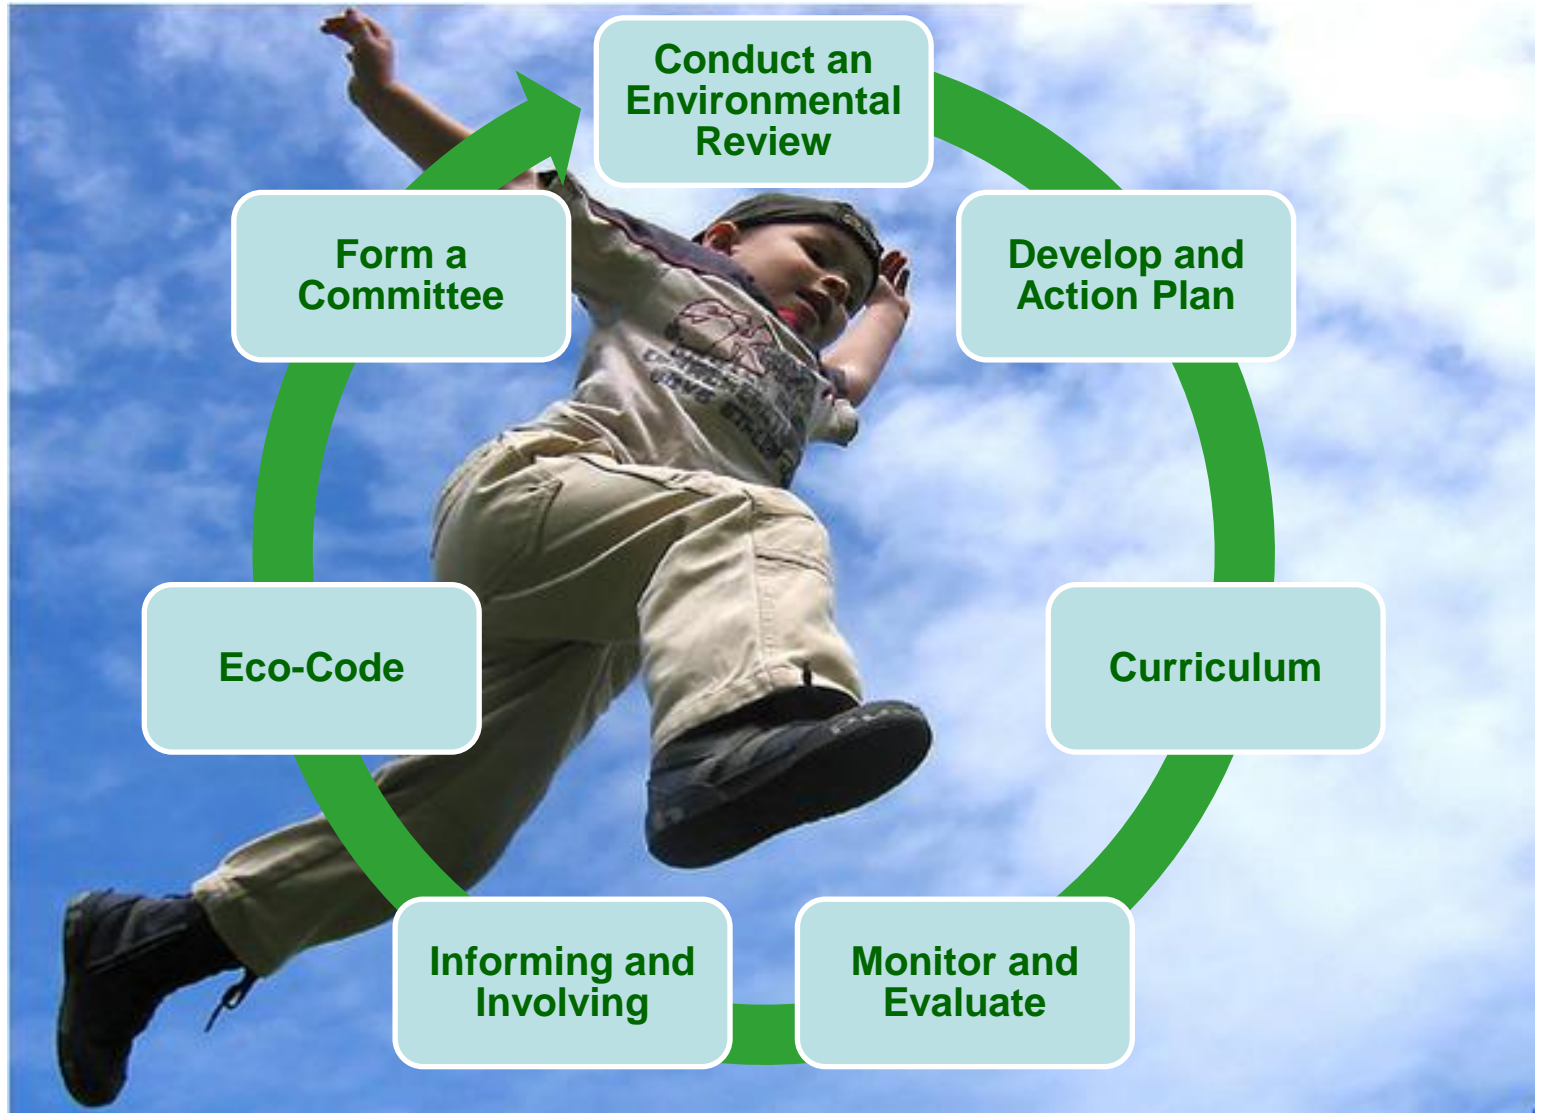 Conduct an
Environmental
Review
Develop and
Action Plan
Curriculum
Monitor and
Evaluate
Informing and
Involving
Eco-Code
Form a
Committee